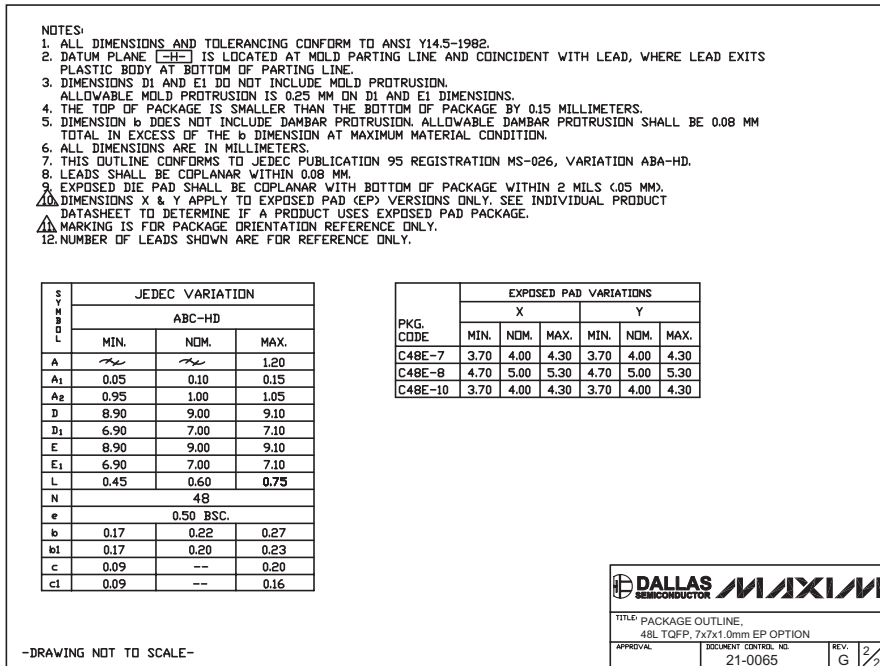 NOTES:
1. ALL DIMENSIONS AND TOLERANCING CONFORM TO ANSI Y14.5-1982.
2. DATUM PLANE -H- IS LOCATED AT MOLD PARTING LINE AND COINCIDENT WITH LEAD, WHERE LEAD EXITS
PLASTIC BODY AT BOTTOM OF PARTING LINE.
3. DIMENSIONS D1 AND E1 DO NOT INCLUDE MOLD PROTRUSION.
ALLOWABLE MOLD PROTRUSION IS 0.25 MM ON D1 AND E1 DIMENSIONS.
4. THE TOP OF PACKAGE IS SMALLER THAN THE BOTTOM OF PACKAGE BY 0.15 MILLIMETERS.
5. DIMENSION b DOES NOT INCLUDE DAMBAR PROTRUSION. ALLOWABLE DAMBAR PROTRUSION SHALL BE 0.08 MM
TOTAL IN EXCESS OF THE b DIMENSION AT MAXIMUM MATERIAL CONDITION.
6. ALL DIMENSIONS ARE IN MILLIMETERS.
7. THIS OUTLINE CONFORMS TO JEDEC PUBLICATION 95 REGISTRATION MS-026, VARIATION ABA-HD.
8. LEADS SHALL BE COPLANAR WITHIN 0.08 MM.
9. EXPOSED DIE PAD SHALL BE COPLANAR WITH BOTTOM OF PACKAGE WITHIN 2 MILS (.05 MM).
10. DIMENSIONS X & Y APPLY TO EXPOSED PAD (EP) VERSIONS ONLY. SEE INDIVIDUAL PRODUCT
DATASHEET TO DETERMINE IF A PRODUCT USES EXPOSED PAD PACKAGE.
11. MARKING IS FOR PACKAGE ORIENTATION REFERENCE ONLY.
12. NUMBER OF LEADS SHOWN ARE FOR REFERENCE ONLY.
SYMBOL JEDEC VARIATION
ABC-HD
MIN. NOM. MAX.
A 1.20
A1 0.05 0.10 0.15
A2 0.95 1.00 1.05
D 8.90 9.00 9.10
D1 6.90 7.00 7.10
E 8.90 9.00 9.10
E1 6.90 7.00 7.10
L 0.45 0.60 0.75
N 48
e 0.50 BSC.
b 0.17 0.22 0.27
b1 0.17 0.20 0.23
c 0.09 -- 0.20
c1 0.09 -- 0.16
EXPOSED PAD VARIATIONS
X Y
PKG. CODE MIN. NOM. MAX. MIN. NOM. MAX.
C48E-7 3.70 4.00 4.30 3.70 4.00 4.30
C48E-8 4.70 5.00 5.30 4.70 5.00 5.30
C48E-10 3.70 4.00 4.30 3.70 4.00 4.30
-DRAWING NOT TO SCALE-
DALLAS SEMICONDUCTOR MAXIM
TITLE: PACKAGE OUTLINE,
48L TQFP, 7x7x1.0mm EP OPTION
APPROVAL DOCUMENT CONTROL NO. REV.
21-0065 G 2/2